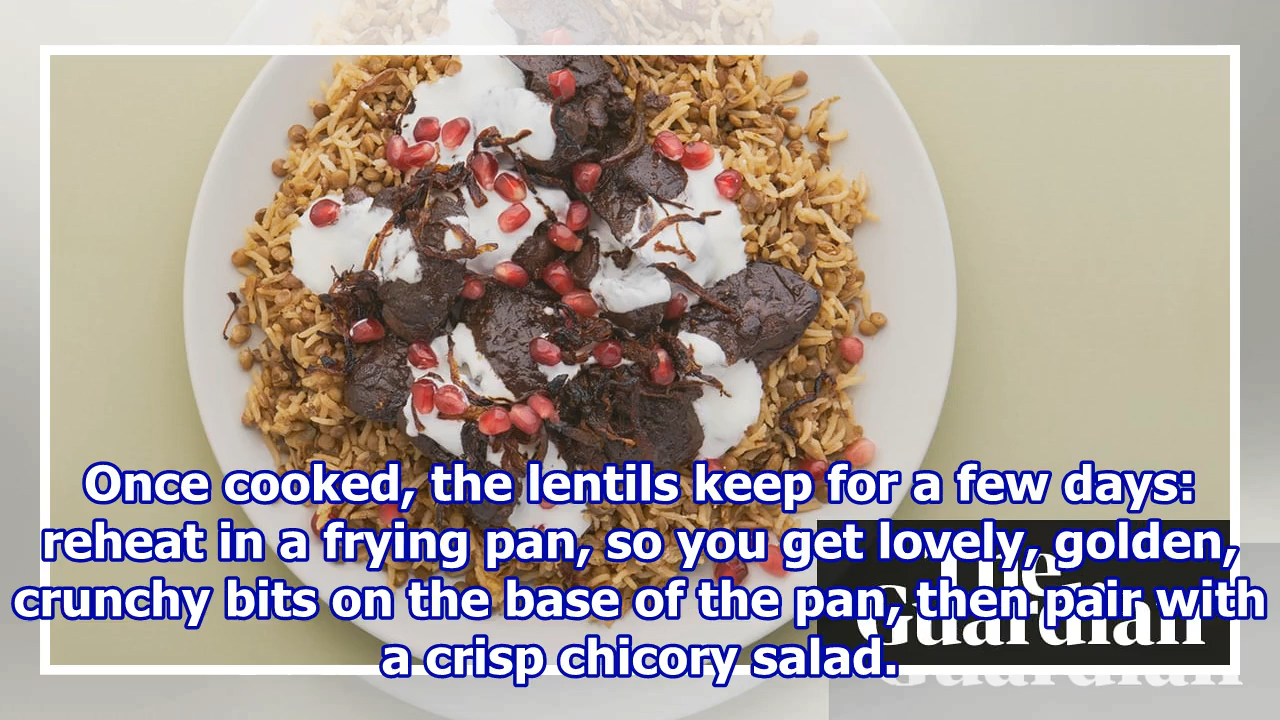 Once cooked, the lentils keep for a few days:
reheat in a frying pan, so you get lovely, golden,
crunchy bits on the base of the pan, then pair with
a crisp chicory salad.
The
Guardian
Guardian